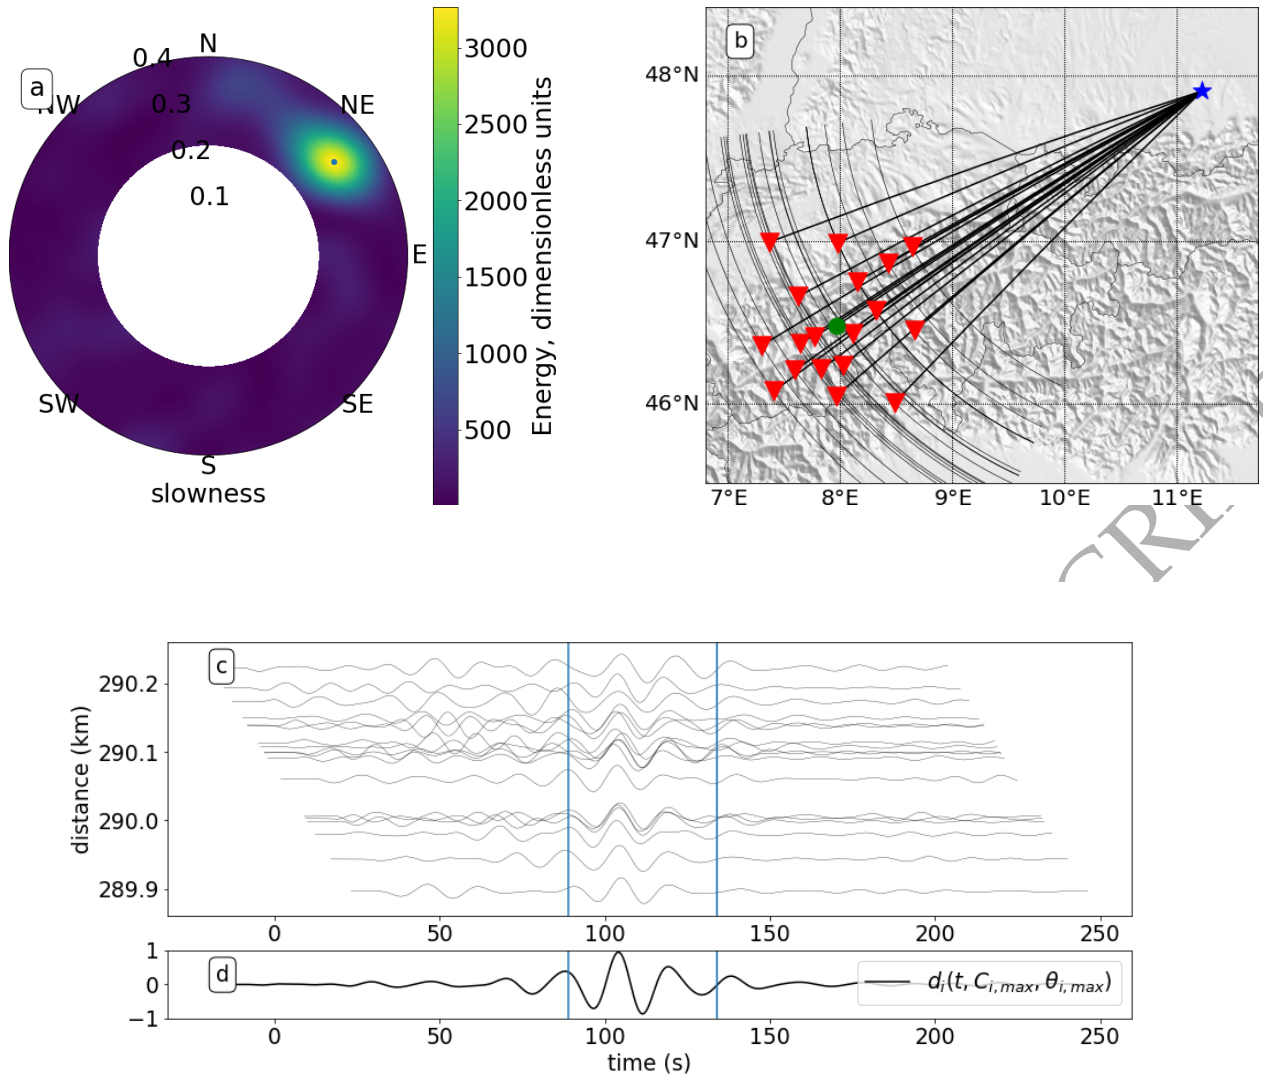 a
N
NE
E
SE
S
SW
NW
0.4
0.3
0.2
0.1
slowness
3000
2500
2000
1500
1000
500
Energy, dimensionless units
b
48°N
47°N
46°N
7°E 8°E 9°E 10°E 11°E
CRI
c
290.2
290.1
290.0
289.9
distance (km)
0 50 100 150 200 250
d
1
0
−1
d_i(t, C_{i,max}, θ_{i,max})
0 50 100 150 200 250
time (s)